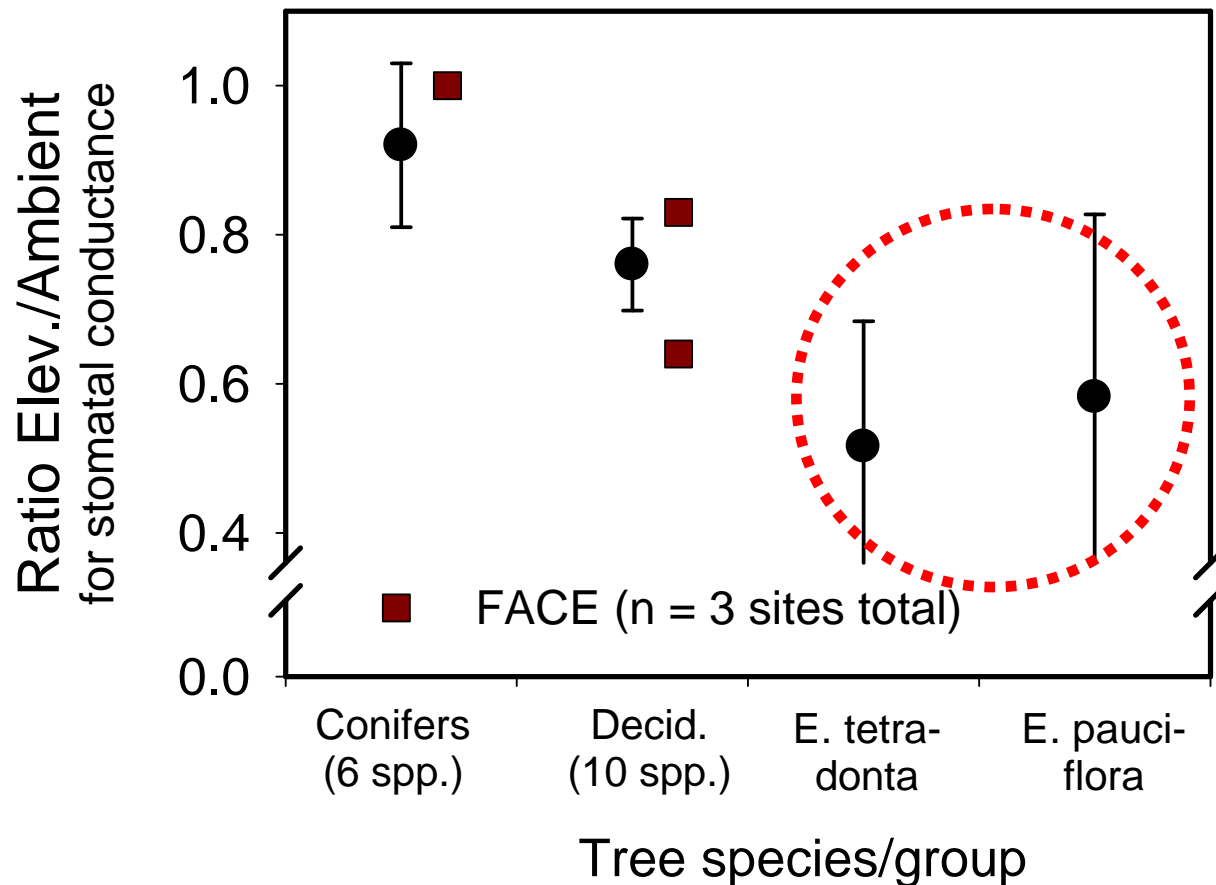 Ratio Elev./Ambient
for stomatal conductance
1.0
0.8
0.6
0.4
0.0
FACE (n = 3 sites total)
Conifers
(6 spp.)
Decid.
(10 spp.)
E. tetra-
donta
E. pauci-
flora
Tree species/group